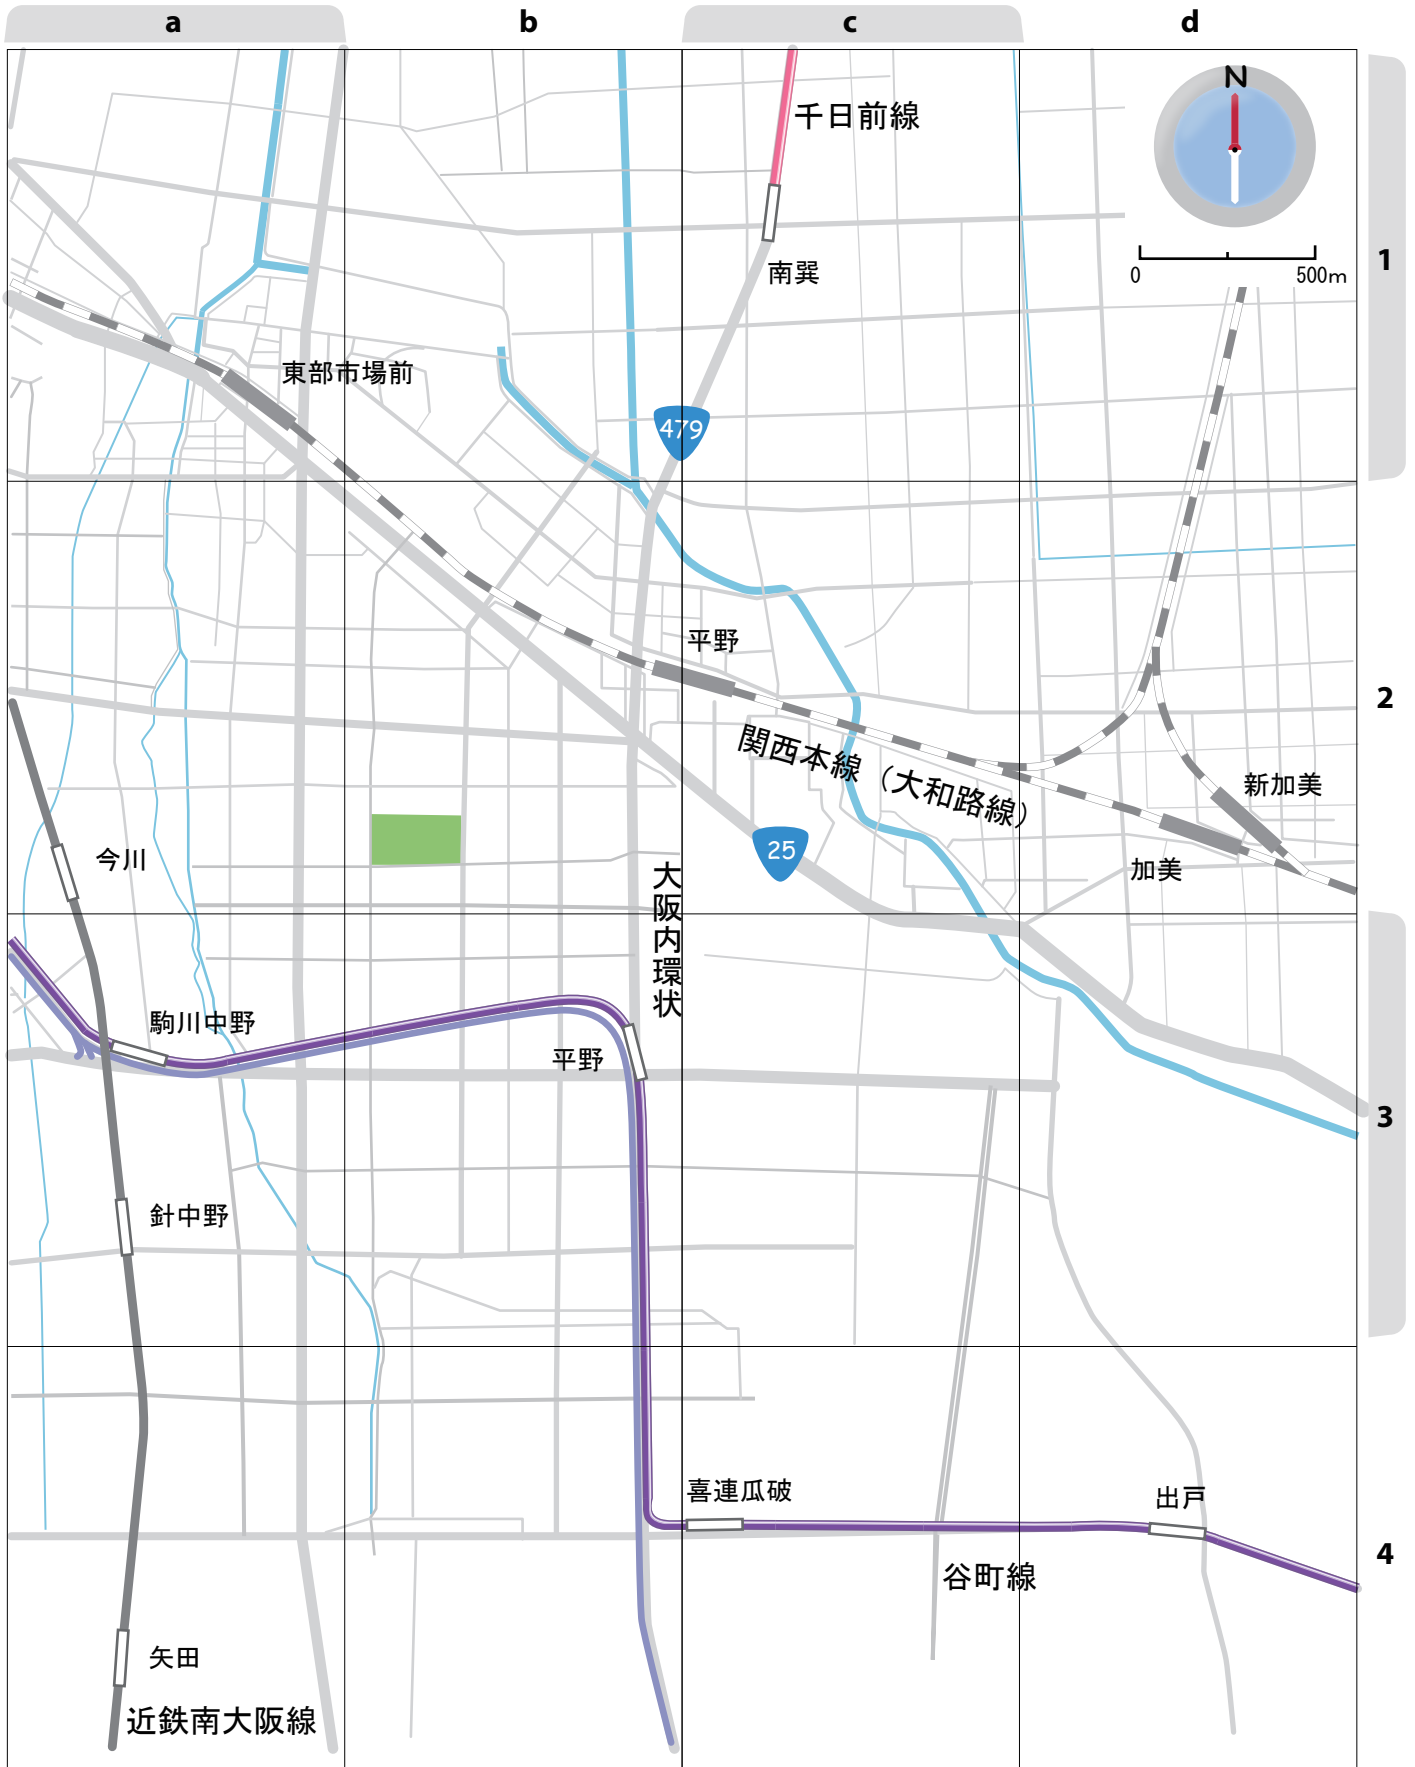 a
b
c
d
N
千日前線
0 500m
1
南巽
東部市場前
479
平野
関西本線（大和路線）
2
新加美
25
加美
今川
大阪内環状
駒川中野
平野
3
針中野
喜連瓜破
出戸
4
谷町線
矢田
近鉄南大阪線